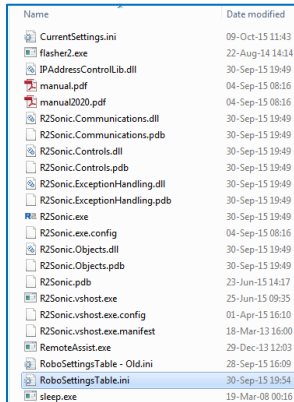 Name Date modified
CurrentSettings.ini 09-Oct-15 11:43
flasher2.exe 22-Aug-14 14:14
IPAddressControlLib.dll 30-Sep-15 19:49
manual.pdf 04-Sep-15 08:16
manual2020.pdf 04-Sep-15 08:16
R2Sonic.Communications.dll 30-Sep-15 19:49
R2Sonic.Communications.pdb 30-Sep-15 19:49
R2Sonic.Controls.dll 30-Sep-15 19:49
R2Sonic.Controls.pdb 30-Sep-15 19:49
R2Sonic.ExceptionHandling.dll 30-Sep-15 19:49
R2Sonic.ExceptionHandling.pdb 30-Sep-15 19:49
R2Sonic.exe 30-Sep-15 19:49
R2Sonic.exe.config 04-Sep-15 08:16
R2Sonic.Objects.dll 30-Sep-15 19:49
R2Sonic.Objects.pdb 30-Sep-15 19:49
R2Sonic.pdb 23-Jun-15 14:17
R2Sonic.vshost.exe 25-Jun-15 09:35
R2Sonic.vshost.exe.config 01-Apr-15 16:10
R2Sonic.vshost.exe.manifest 18-Mar-13 16:00
RemoteAssist.exe 29-Dec-13 12:03
RoboSettingsTable - Old.ini 28-Sep-15 16:09
RoboSettingsTable.ini 30-Sep-15 19:54
sleep.exe 19-Mar-08 00:16